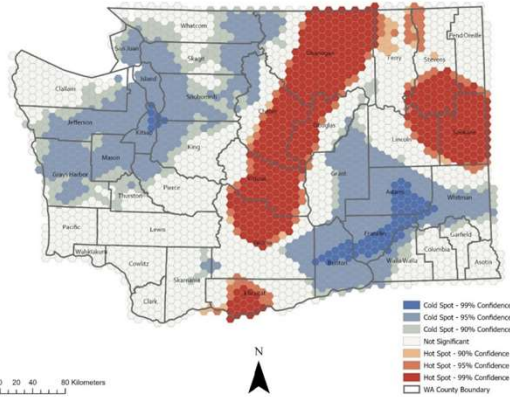 Whatcom
Okanogan
Pend Oreille
San Juan
Skagit
Ferry
Stevens
Island
Clallam
Snohomish
Jefferson
Kitsap
Douglas
Lincoln
Spokane
King
Mason
Grays Harbor
Grant
Kittitas
Adams
Whitman
Thurston
Pierce
Pacific
Lewis
Franklin
Garfield
Wahkiakum
Columbia
Cowlitz
Benton
Walla Walla
Asotin
Skamania
Klickitat
Clark
Cold Spot - 99% Confidence
Cold Spot - 95% Confidence
Cold Spot - 90% Confidence
Not Significant
Hot Spot - 90% Confidence
Hot Spot - 95% Confidence
Hot Spot - 99% Confidence
WA County Boundary
N
0 20 40 80 Kilometers